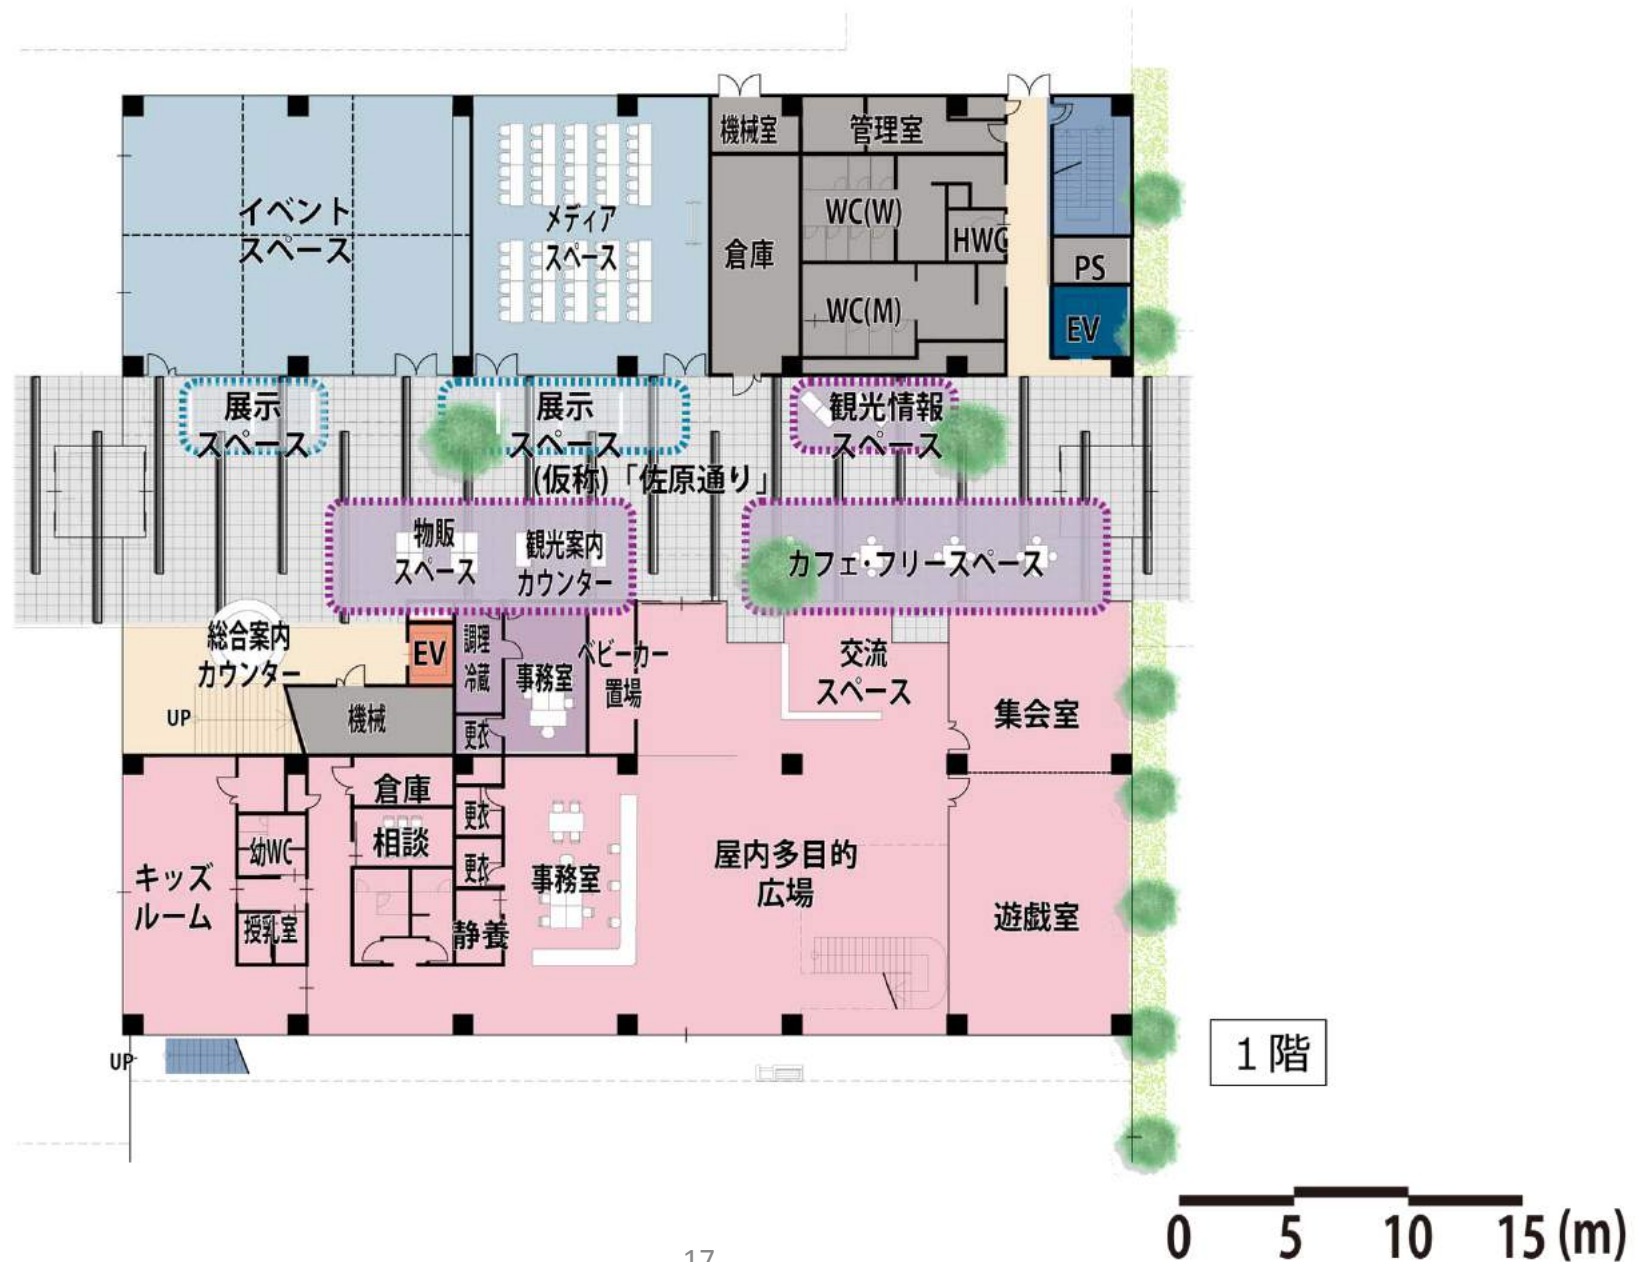 機械室
管理室
イベント
スペース
メディア
スペース
倉庫
WC(W)
HWC
WC(M)
PS
EV
展示
スペース
展示
スペース
観光情報
スペース
(仮称)「佐原通り」
物販
スペース
観光案内
カウンター
カフェ・フリースペース
総合案内
カウンター
EV
調理
冷蔵
事務室
ベビーカー
置場
交流
スペース
集会室
UP
機械
更衣
倉庫
相談
更衣
更衣
幼WC
キッズ
ルーム
授乳室
静養
事務室
屋内多目的
広場
遊戯室
UP
1階
0 5 10 15 (m)
17